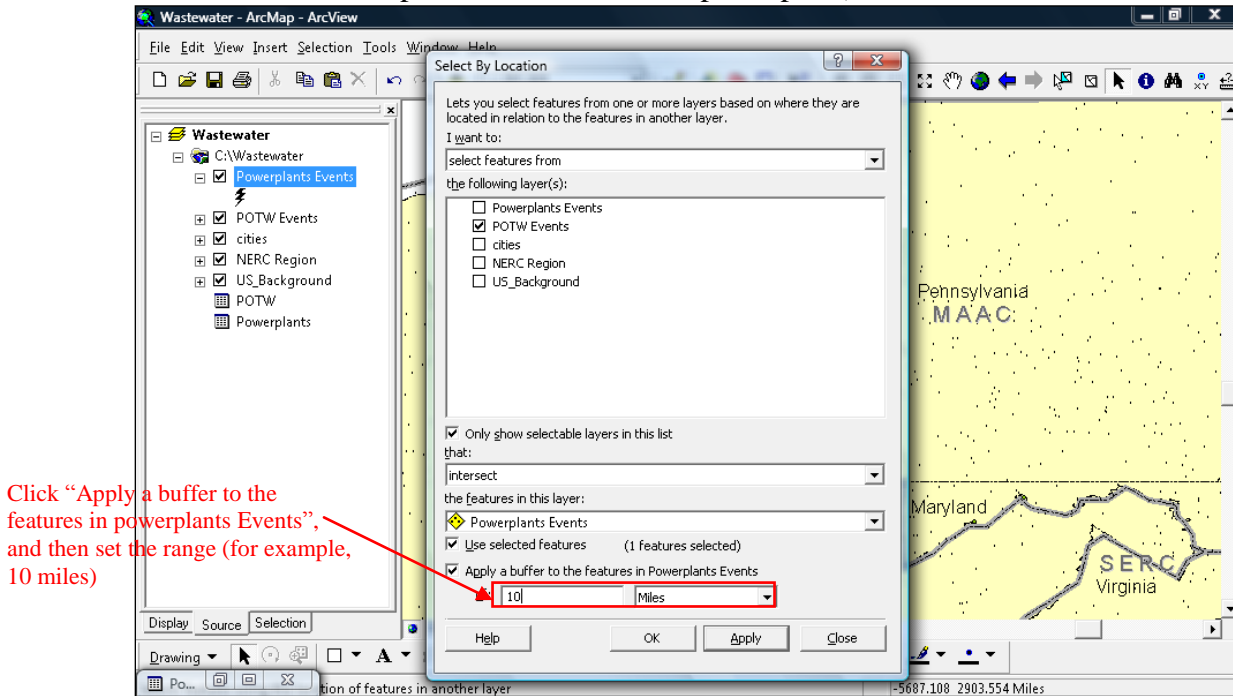 Wastewater - ArcMap - ArcView
File Edit View Insert Selection Tools Window Help
Select By Location
Lets you select features from one or more layers based on where they are
located in relation to the features in another layer.
I want to:
select features from
the following layer(s):
Powerplants Events
POTW Events
cities
NERC Region
US_Background
Only show selectable layers in this list
that:
intersect
the features in this layer:
Powerplants Events
Use selected features (1 features selected)
Apply a buffer to the features in Powerplants Events
10 Miles
Help OK Apply Close
Wastewater
C:\Wastewater
Powerplants Events
POTW Events
cities
NERC Region
US_Background
POTW
Powerplants
Display Source Selection
Drawing A
Po...
tion of features in another layer
-5687.108 2903.554 Miles
XY
Pennsylvania
MAAC
Maryland
SERC
Virginia
Click “Apply a buffer to the
features in powerplants Events”,
and then set the range (for example,
10 miles)